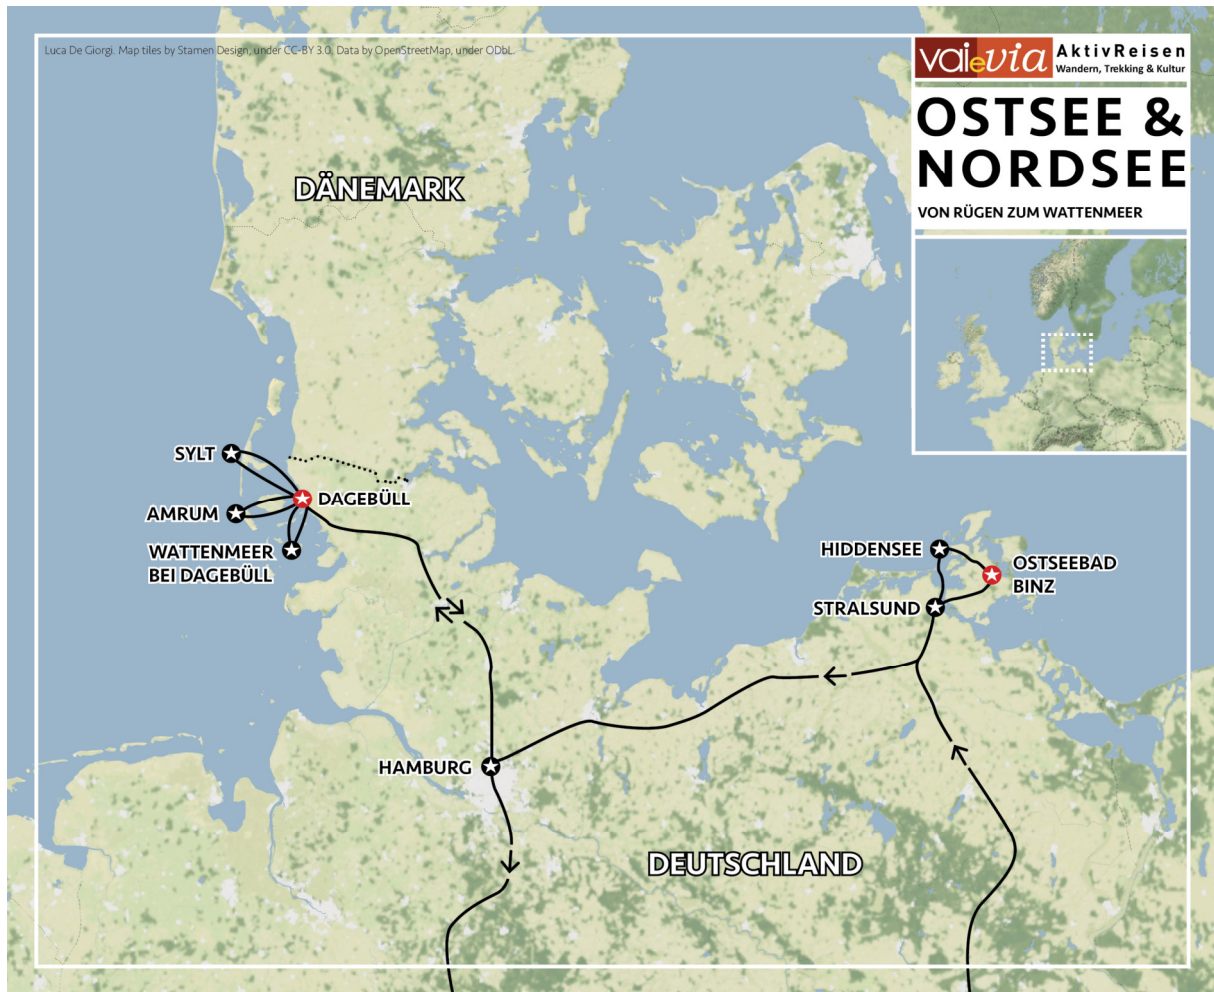 Luca De Giorgi. Map tiles by Stamen Design, under CC-BY 3.0. Data by OpenStreetMap, under ODbL.
vai e via
AktivReisen
Wandern, Trekking & Kultur
OSTSEE &
NORDSEE
VON RÜGEN ZUM WATTENMEER
DÄNEMARK
SYLT
DAGEBÜLL
AMRUM
WATTENMEER
BEI DAGEBÜLL
HIDDENSEE
OSTSEEBAD
BINZ
STRALSUND
HAMBURG
DEUTSCHLAND